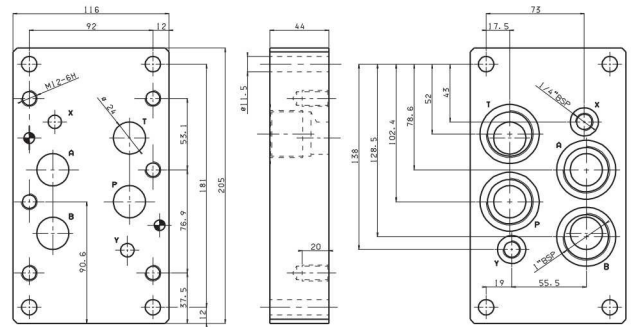 116
92
12
M12-6H
X
ø 24
T
A
P
B
Y
53.1
76.9
90.6
37.5
12
181
205
44
ø11.5
20
73
17.5
1/4"BSP
T
X
A
P
Y
B
1"BSP
43
52
78.6
102.4
128.5
138
19
55.5